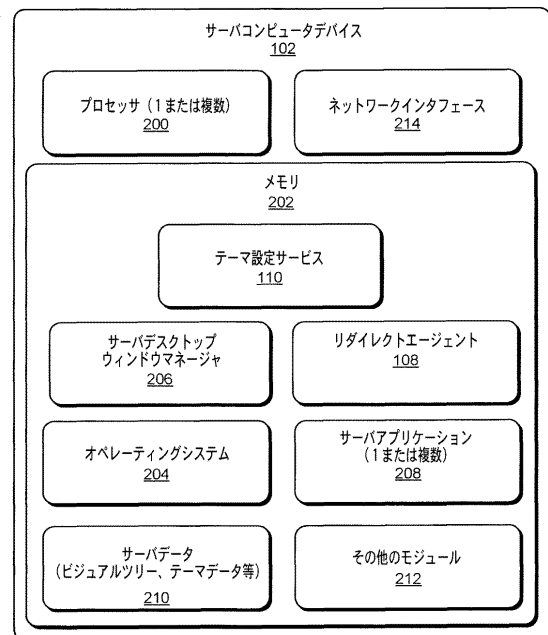 サーバコンピュータデバイス
102
プロセッサ（1または複数）
200
ネットワークインタフェース
214
メモリ
202
テーマ設定サービス
110
サーバデスクトップ
ウィンドウマネージャ
206
リダイレクトエージェント
108
オペレーティングシステム
204
サーバアプリケーション
（1または複数）
208
サーバデータ
（ビジュアルツリー、テーマデータ等）
210
その他のモジュール
212